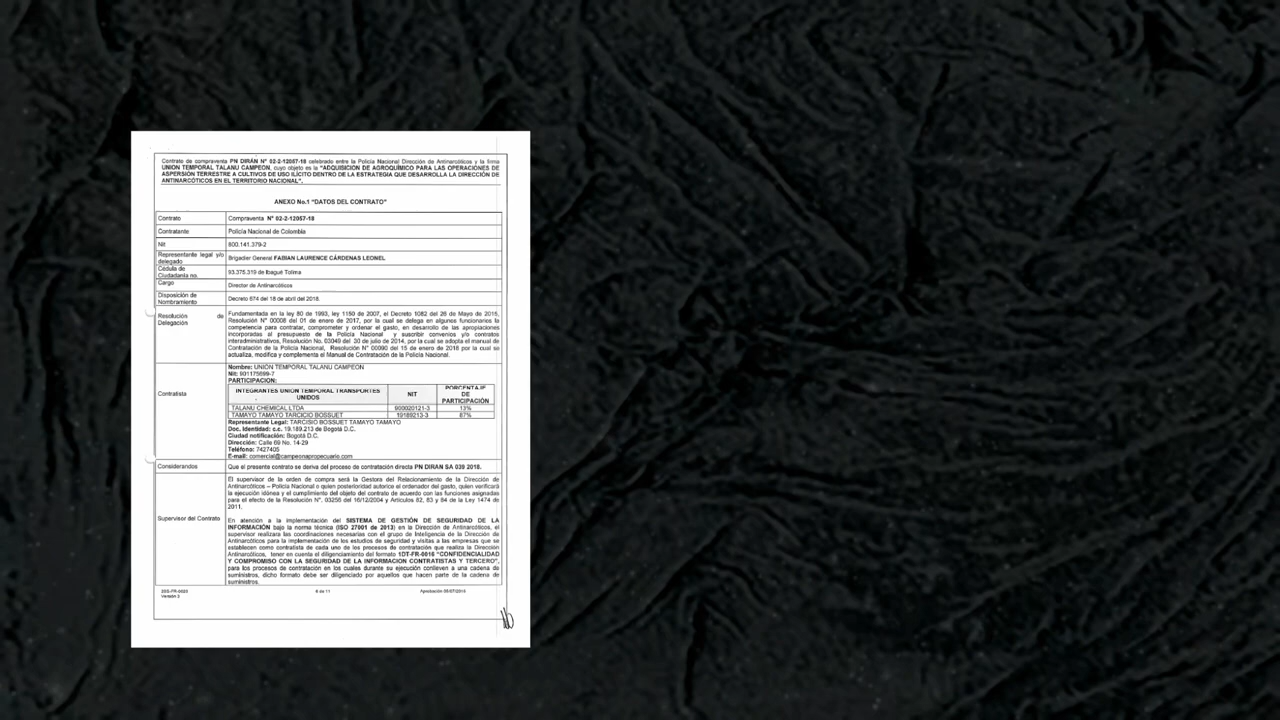 Contrato de compraventa PN DIRAN N° 02-2-12057-18 celebrado entre la Policía Nacional Dirección de Antinarcóticos y la firma
UNION TEMPORAL TALANU CAMPEON, cuyo objeto es la "ADQUISICIÓN DE AGROQUÍMICO PARA LAS OPERACIONES DE
ASPERSIÓN TERRESTRE A CULTIVOS DE USO ILÍCITO DENTRO DE LA ESTRATEGIA QUE DESARROLLA LA DIRECCIÓN DE
ANTINARCÓTICOS EN EL TERRITORIO NACIONAL".
ANEXO No.1 "DATOS DEL CONTRATO"
Contrato Compraventa N° 02-2-12057-18
Contratante Policía Nacional de Colombia
Nit 800.141.379-2
Representante legal y/o
delegado Brigadier General FABIAN LAURENCE CÁRDENAS LEONEL
Cédula de
Ciudadanía no. 93.375.319 de Ibagué Tolima
Cargo Director de Antinarcóticos
Disposición de
Nombramiento Decreto 674 del 18 de abril del 2018.
Resolución de
Delegación
Fundamentada en la ley 80 de 1993, ley 1150 de 2007, el Decreto 1082 del 26 de Mayo de 2015,
Resolución N° 00008 del 01 de enero de 2017, por la cual se delega en algunos funcionarios la
competencia para contratar, comprometer y ordenar el gasto, en desarrollo de las apropiaciones
incorporadas al presupuesto de la Policía Nacional y suscribir convenios y/o contratos
interadministrativos, Resolución No. 03049 del 30 de julio de 2014, por la cual se adopta el manual de
Contratación de la Policía Nacional, Resolución N° 00090 del 15 de enero de 2018 por la cual se
actualiza, modifica y complementa el Manual de Contratación de la Policía Nacional.
Contratista
Nombre: UNION TEMPORAL TALANU CAMPEON
Nit: 901175699-7
PARTICIPACION:
INTEGRANTES UNION TEMPORAL TRANSPORTES
UNIDOS
NIT
PORCENTAJE
DE
PARTICIPACIÓN
TALANU CHEMICAL LTDA 900020121-3 13%
TAMAYO TAMAYO TARCICIO BOSSUET 19189213-3 87%
Representante Legal: TARCISIO BOSSUET TAMAYO TAMAYO
Doc. Identidad: c.c. 19.189.213 de Bogotá D.C.
Ciudad notificación: Bogotá D.C.
Dirección: Calle 69 No. 14-29
Teléfono: 7427405
E-mail: comercial@campeonapropecuario.com
Considerandos Que el presente contrato se deriva del proceso de contratación directa PN DIRAN SA 039 2018.
Supervisor del Contrato
El supervisor de la orden de compra será la Gestora del Relacionamiento de la Dirección de
Antinarcóticos – Policía Nacional o quien posterioridad autorice el ordenador del gasto, quien verificará
la ejecución idónea y el cumplimiento del objeto del contrato de acuerdo con las funciones asignadas
para el efecto de la Resolución N°. 03256 del 16/12/2004 y Artículos 82, 83 y 84 de la Ley 1474 de
2011.
En atención a la implementación del SISTEMA DE GESTIÓN DE SEGURIDAD DE LA
INFORMACIÓN bajo la norma técnica (ISO 27001 de 2013) en la Dirección de Antinarcóticos, el
supervisor realizara las coordinaciones necesarias con el grupo de Inteligencia de la Dirección de
Antinarcóticos para la implementación de los estudios de seguridad y visitas a las empresas que se
establecen como contratista de cada uno de los procesos de contratación que realiza la Dirección
Antinarcóticos, tener en cuenta el diligenciamiento del formato 1DT-FR-0016 "CONFIDENCIALIDAD
Y COMPROMISO CON LA SEGURIDAD DE LA INFORMACION CONTRATISTAS Y TERCERO",
para los procesos de contratación en los cuales durante su ejecución conlleven a una cadena de
suministros, dicho formato debe ser diligenciado por aquellos que hacen parte de la cadena de
suministros.
Versión 3
6 de 11